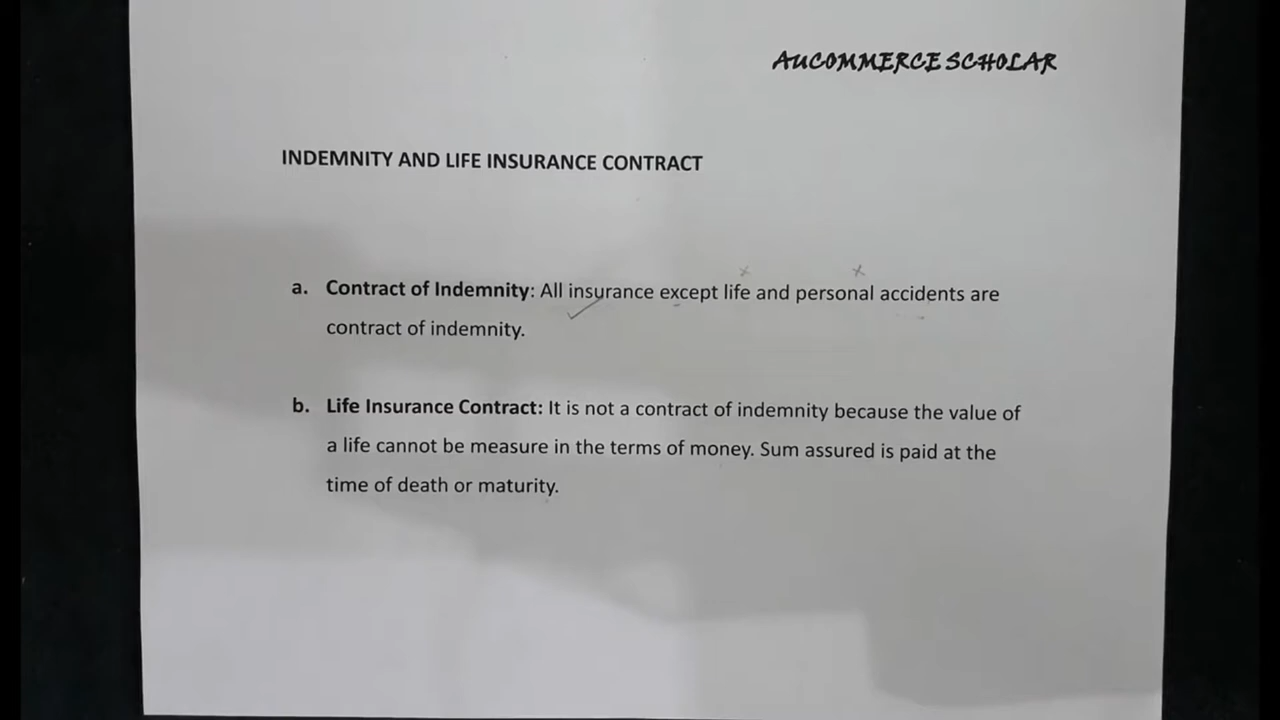 AUCOMMERCE SCHOLAR
INDEMNITY AND LIFE INSURANCE CONTRACT
a. Contract of Indemnity: All insurance except life and personal accidents are
contract of indemnity.
b. Life Insurance Contract: It is not a contract of indemnity because the value of
a life cannot be measure in the terms of money. Sum assured is paid at the
time of death or maturity.